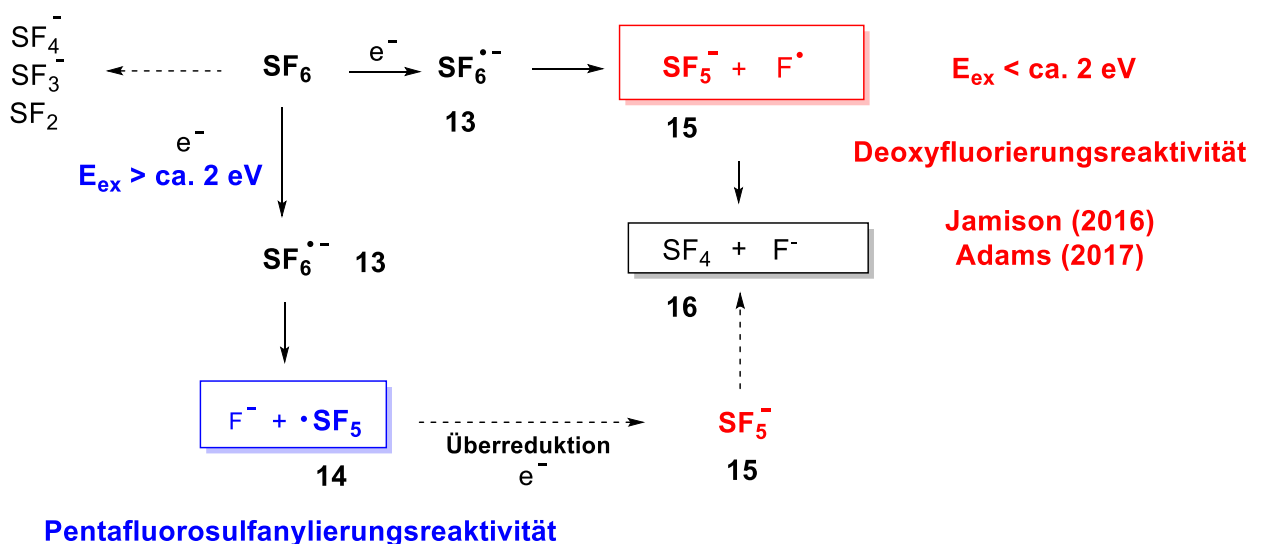 SF₄⁻
SF₃⁻
SF₂
SF₆
e⁻
SF₆•⁻
13
SF₅⁻ + F•
15
Eₑₓ < ca. 2 eV
Deoxyfluorierungsreaktivität
Jamison (2016)
Adams (2017)
e⁻
Eₑₓ > ca. 2 eV
SF₆•⁻ 13
SF₄ + F⁻
16
F⁻ + •SF₅
14
Überreduktion
e⁻
SF₅⁻
15
Pentafluorosulfanylierungsreaktivität